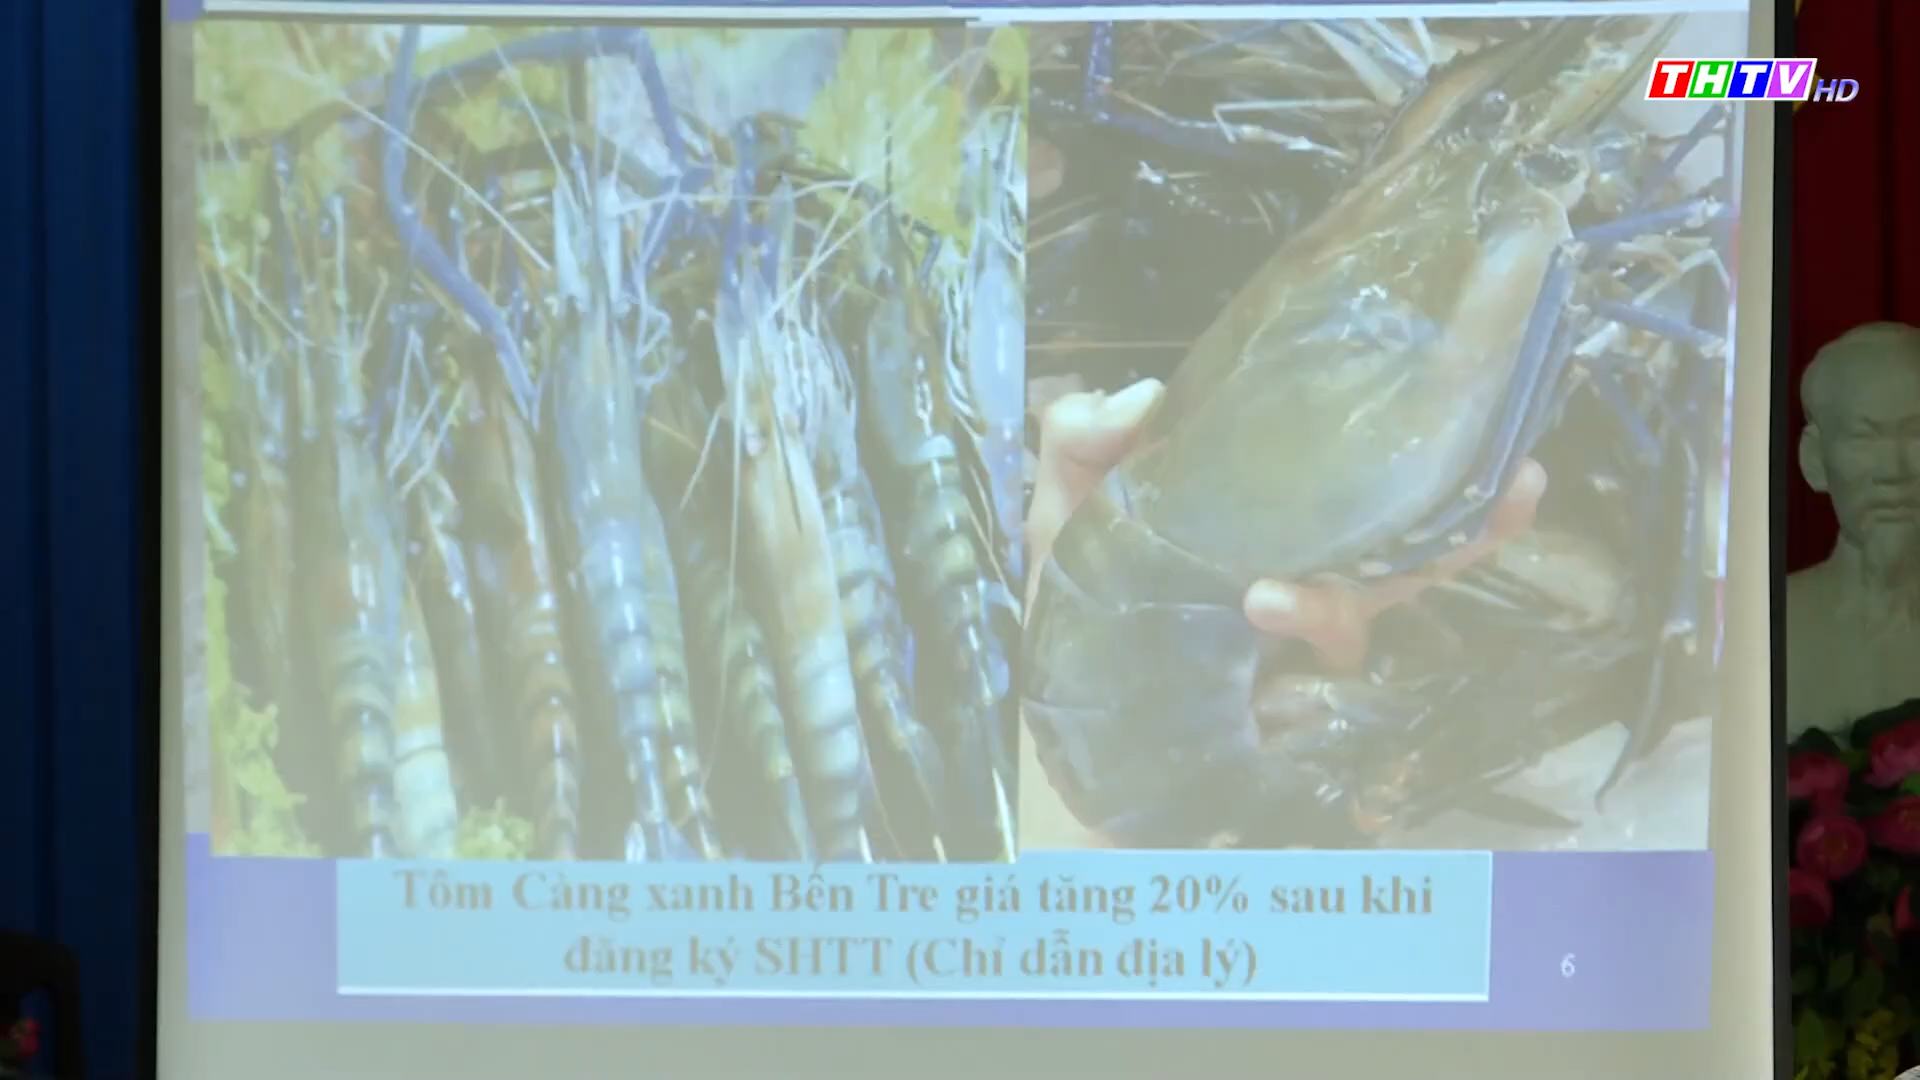 THTV HD
Tôm Càng xanh Bến Tre giá tăng 20% sau khi
đăng ký SHTT (Chỉ dẫn địa lý)
6